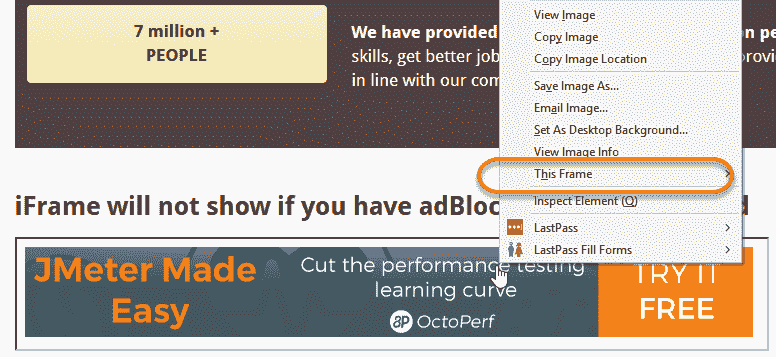 7 million +
PEOPLE
We have provided
skills, get better job
in line with our com
on pe
provi
View Image
Copy Image
Copy Image Location
Save Image As...
Email Image...
Set As Desktop Background...
View Image Info
This Frame
Inspect Element (Q)
LastPass
LastPass Fill Forms
iFrame will not show if you have adBloc d
JMeter Made
Easy
Cut the performance testing
learning curve
OctoPerf
TRY IT
FREE